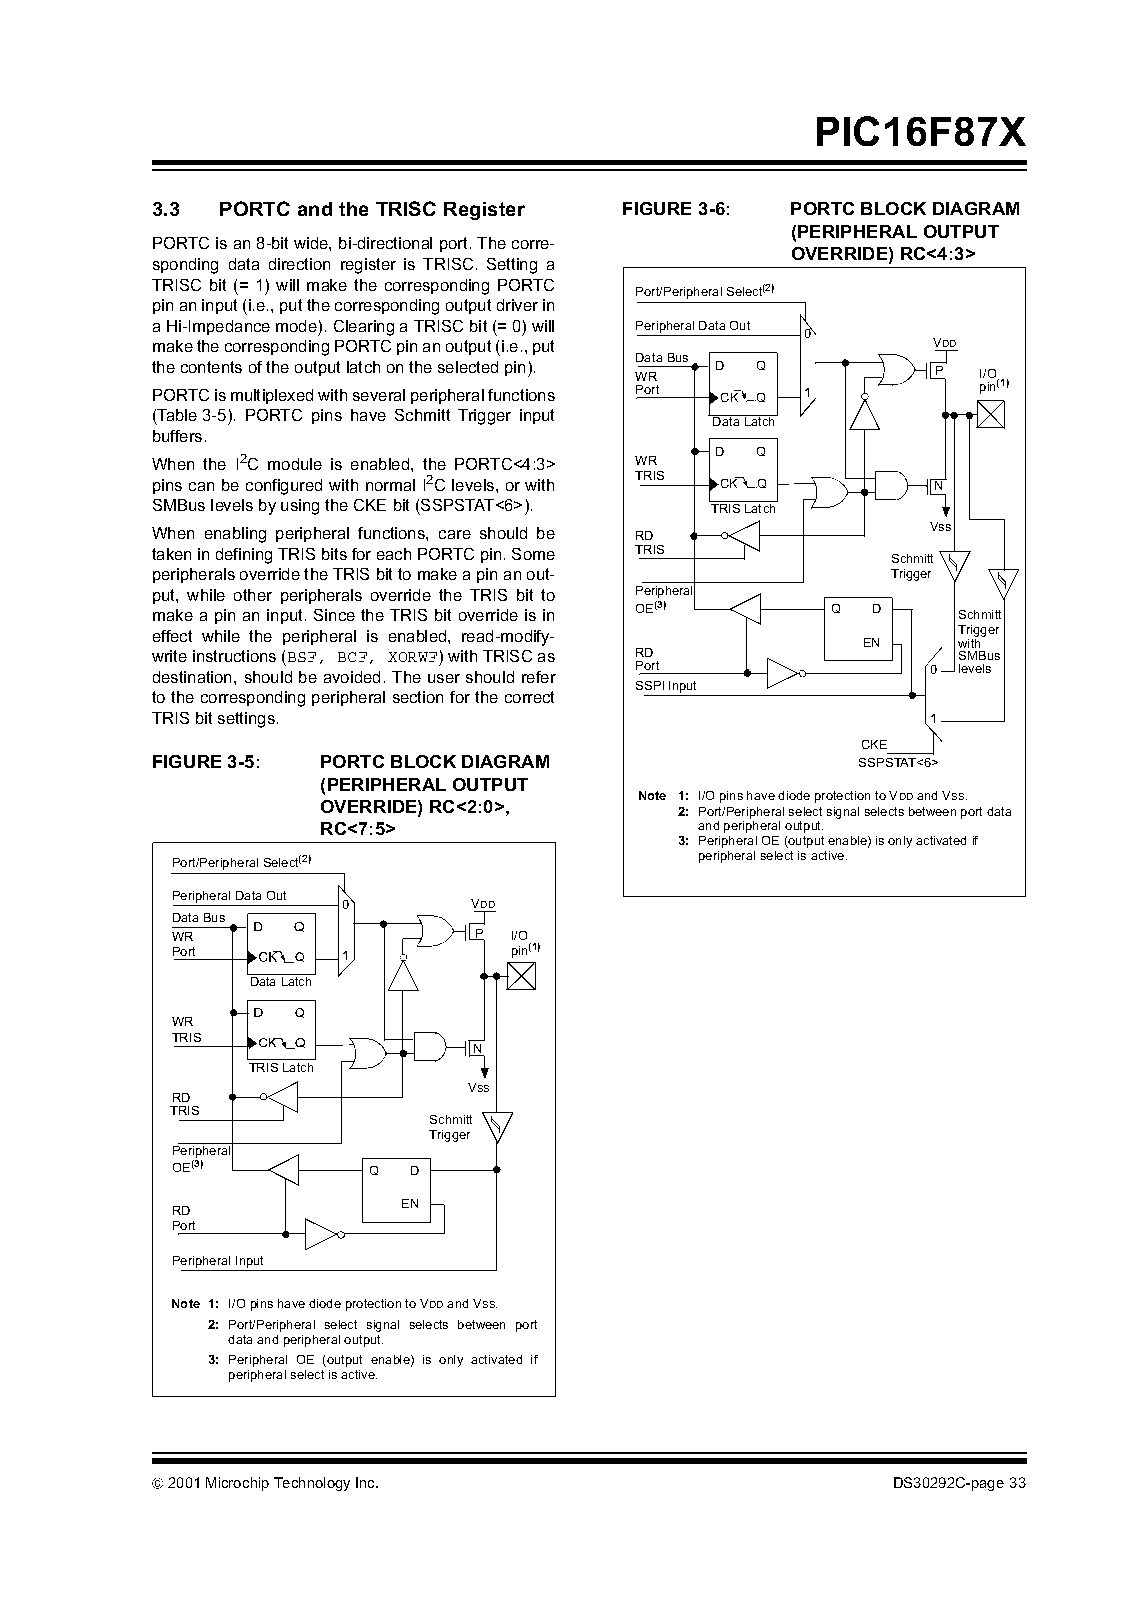 PIC16F87X
3.3 PORTC and the TRISC Register
PORTC is an 8-bit wide, bi-directional port. The corre-
sponding data direction register is TRISC. Setting a
TRISC bit (= 1) will make the corresponding PORTC
pin an input (i.e., put the corresponding output driver in
a Hi-Impedance mode). Clearing a TRISC bit (= 0) will
make the corresponding PORTC pin an output (i.e., put
the contents of the output latch on the selected pin).
PORTC is multiplexed with several peripheral functions
(Table 3-5). PORTC pins have Schmitt Trigger input
buffers.
When the I2C module is enabled, the PORTC<4:3>
pins can be configured with normal I2C levels, or with
SMBus levels by using the CKE bit (SSPSTAT<6>).
When enabling peripheral functions, care should be
taken in defining TRIS bits for each PORTC pin. Some
peripherals override the TRIS bit to make a pin an out-
put, while other peripherals override the TRIS bit to
make a pin an input. Since the TRIS bit override is in
effect while the peripheral is enabled, read-modify-
write instructions (BSF, BCF, XORWF) with TRISC as
destination, should be avoided. The user should refer
to the corresponding peripheral section for the correct
TRIS bit settings.
FIGURE 3-5: PORTC BLOCK DIAGRAM
(PERIPHERAL OUTPUT
OVERRIDE) RC<2:0>,
RC<7:5>
Port/Peripheral Select(2)
Peripheral Data Out
0
VDD
Data Bus
D Q
WR
Port
CK Q
1
P
I/O
pin(1)
Data Latch
D Q
WR
TRIS
CK Q
N
TRIS Latch
VSS
RD
TRIS
Schmitt
Trigger
Peripheral
OE(3)
Q D
EN
RD
Port
Peripheral Input
Note 1: I/O pins have diode protection to VDD and VSS.
2: Port/Peripheral select signal selects between port
data and peripheral output.
3: Peripheral OE (output enable) is only activated if
peripheral select is active.
FIGURE 3-6: PORTC BLOCK DIAGRAM
(PERIPHERAL OUTPUT
OVERRIDE) RC<4:3>
Port/Peripheral Select(2)
Peripheral Data Out
0
VDD
Data Bus
D Q
WR
Port
CK Q
1
P
I/O
pin(1)
Data Latch
D Q
WR
TRIS
CK Q
N
TRIS Latch
Vss
RD
TRIS
Schmitt
Trigger
Peripheral
OE(3)
Q D
EN
Schmitt
Trigger
with
SMBus
levels
RD
Port
0
SSPl Input
1
CKE
SSPSTAT<6>
Note 1: I/O pins have diode protection to VDD and VSS.
2: Port/Peripheral select signal selects between port data
and peripheral output.
3: Peripheral OE (output enable) is only activated if
peripheral select is active.
© 2001 Microchip Technology Inc. DS30292C-page 33